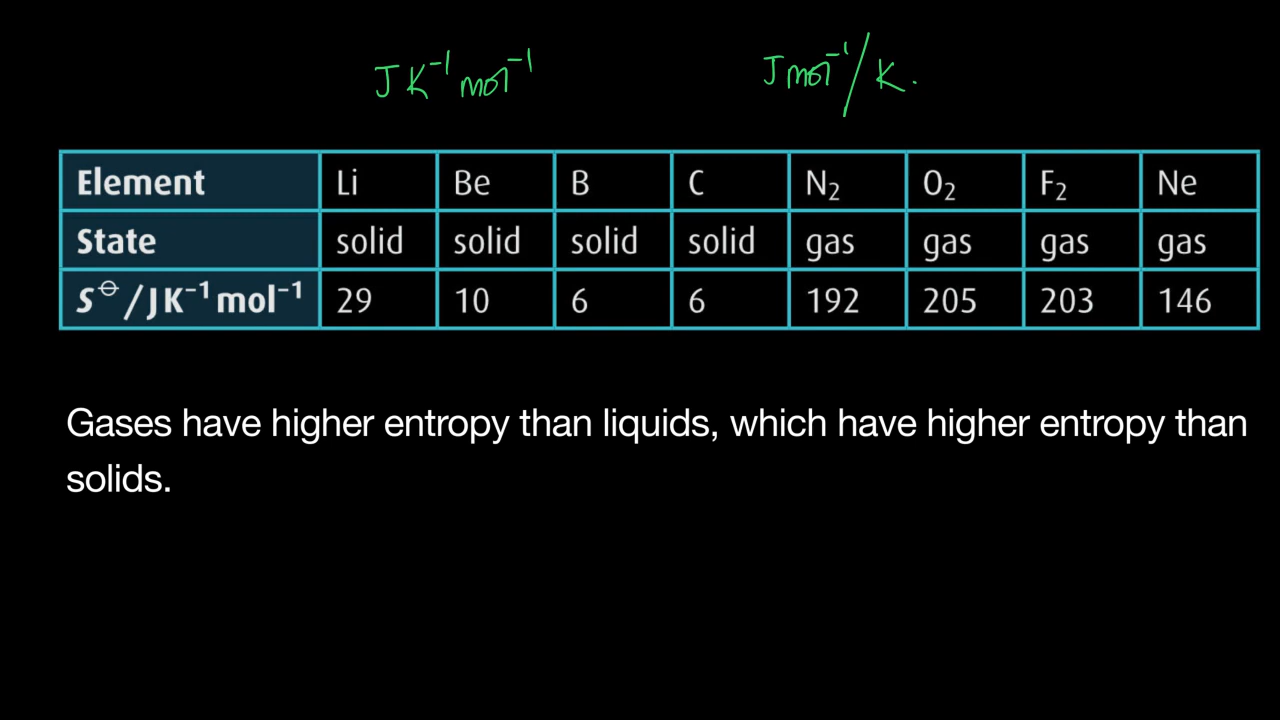 J K⁻¹ mol⁻¹ J mol⁻¹/K.
Element Li Be B C N₂ O₂ F₂ Ne
State solid solid solid solid gas gas gas gas
S⦵/J K⁻¹ mol⁻¹ 29 10 6 6 192 205 203 146
Gases have higher entropy than liquids, which have higher entropy than
solids.